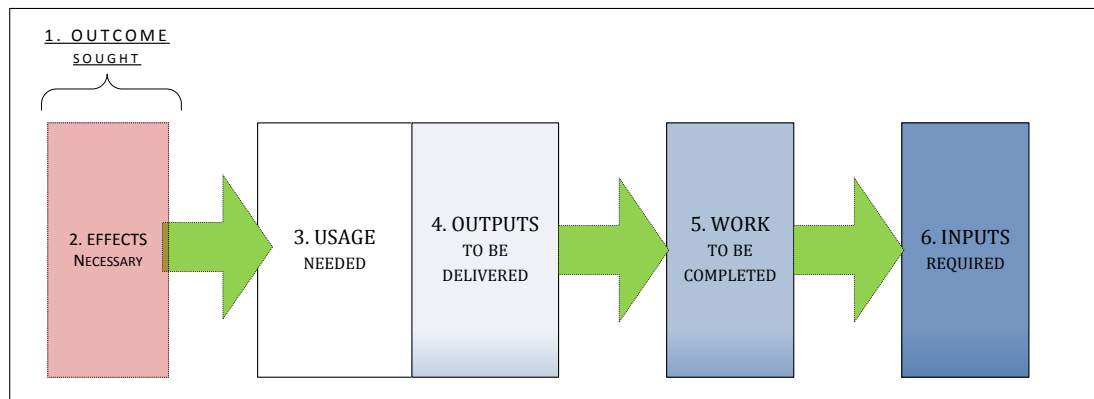 1. OUTCOME
SOUGHT
2. EFFECTS
NECESSARY
3. USAGE
NEEDED
4. OUTPUTS
TO BE
DELIVERED
5. WORK
TO BE
COMPLETED
6. INPUTS
REQUIRED